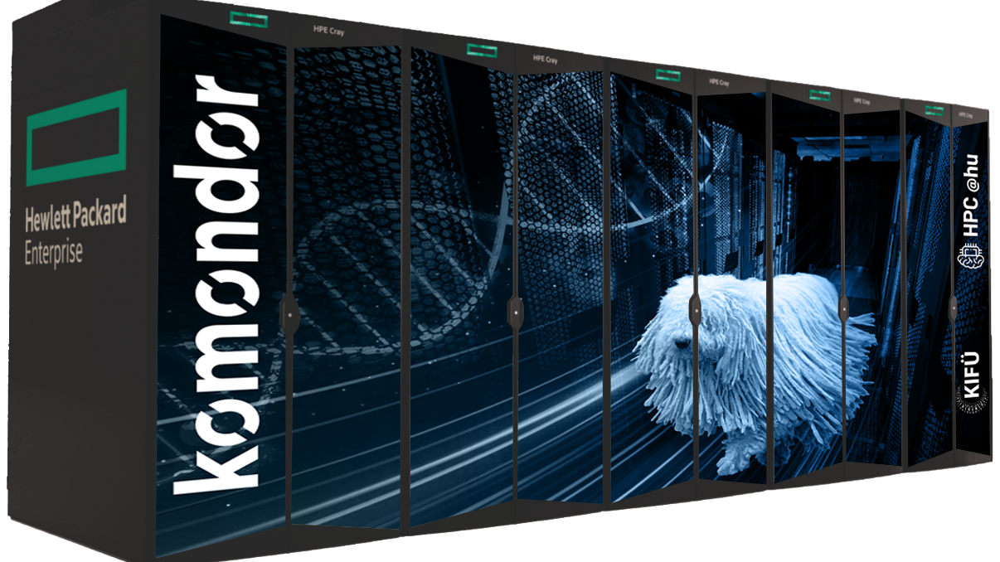 Hewlett Packard
Enterprise
komondor
HPE Cray
HPE Cray
HPE Cray
HPE Cray
HPE Cray
HPC @hu
KIFÜ